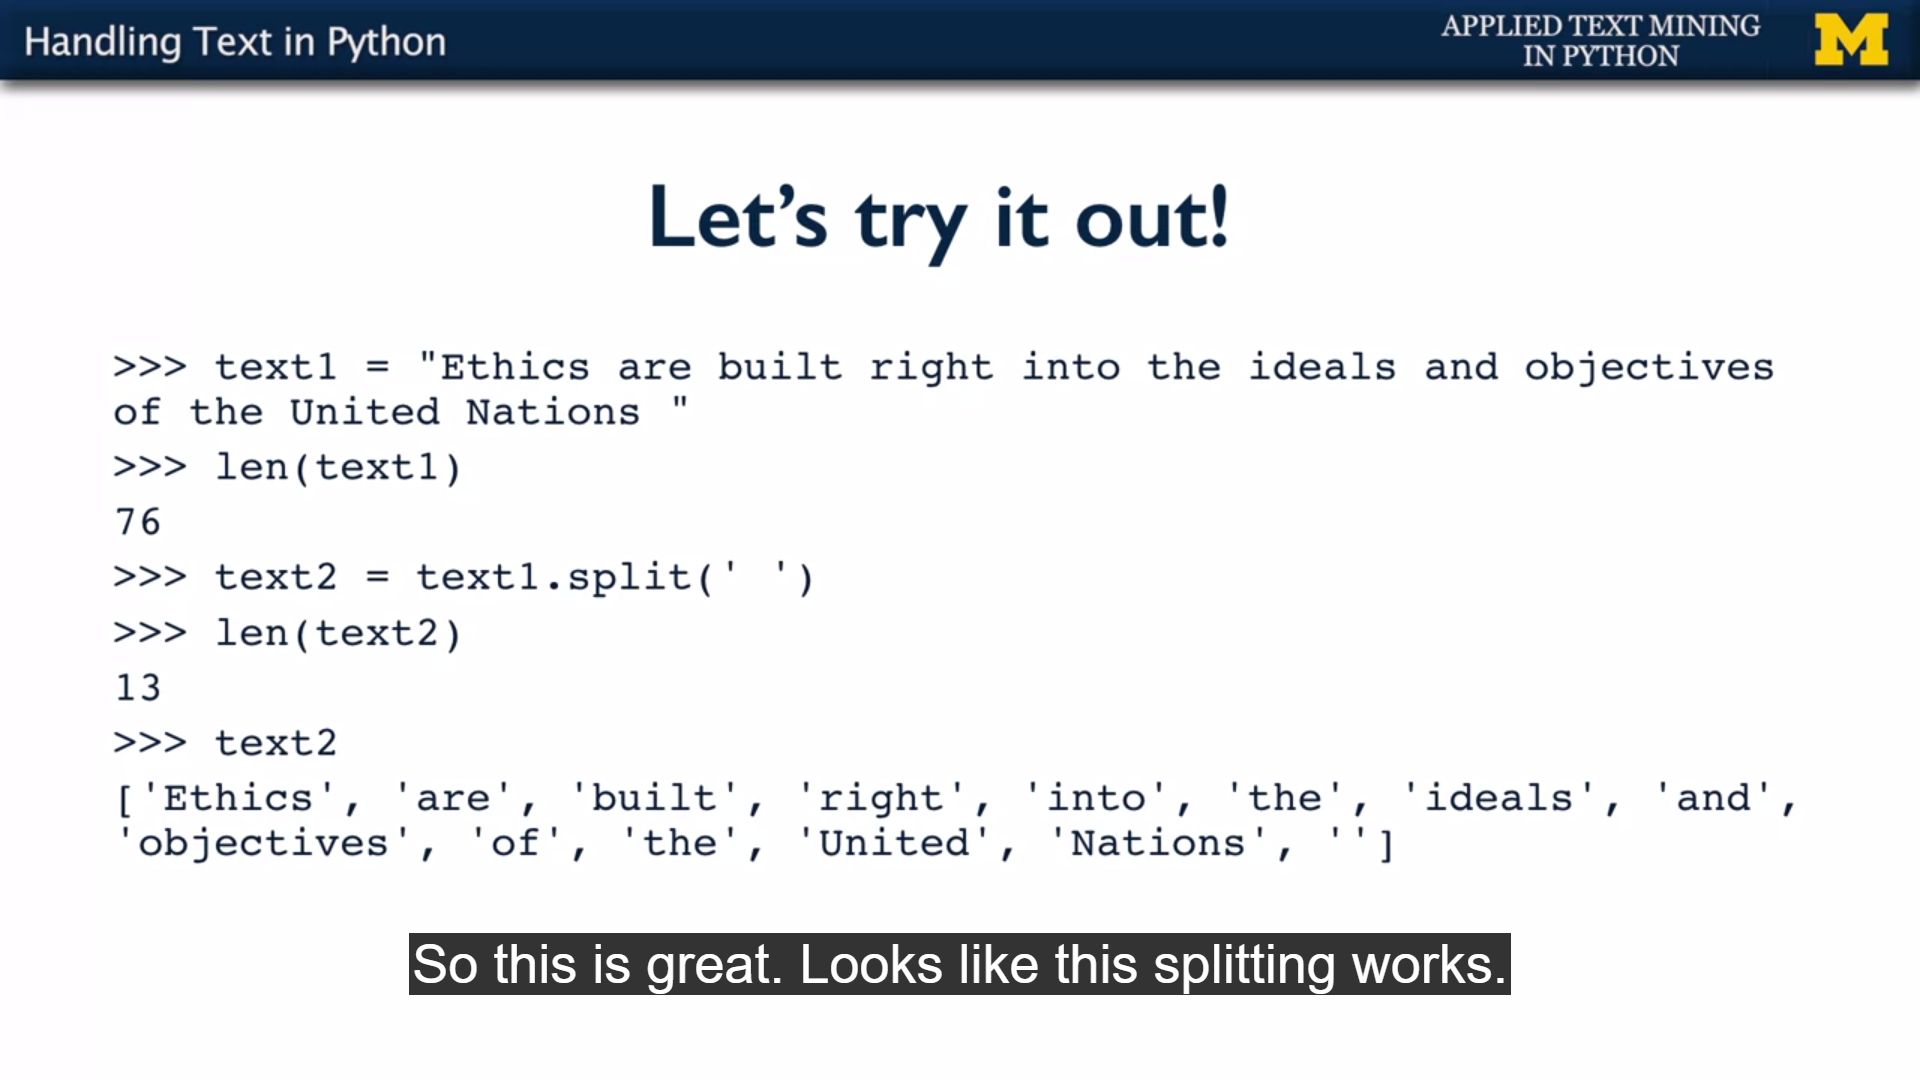 Handling Text in Python
APPLIED TEXT MINING
IN PYTHON
M
Let's try it out!
>>> text1 = "Ethics are built right into the ideals and objectives
of the United Nations "
>>> len(text1)
76
>>> text2 = text1.split(' ')
>>> len(text2)
13
>>> text2
['Ethics', 'are', 'built', 'right', 'into', 'the', 'ideals', 'and',
'objectives', 'of', 'the', 'United', 'Nations', '']
So this is great. Looks like this splitting works.